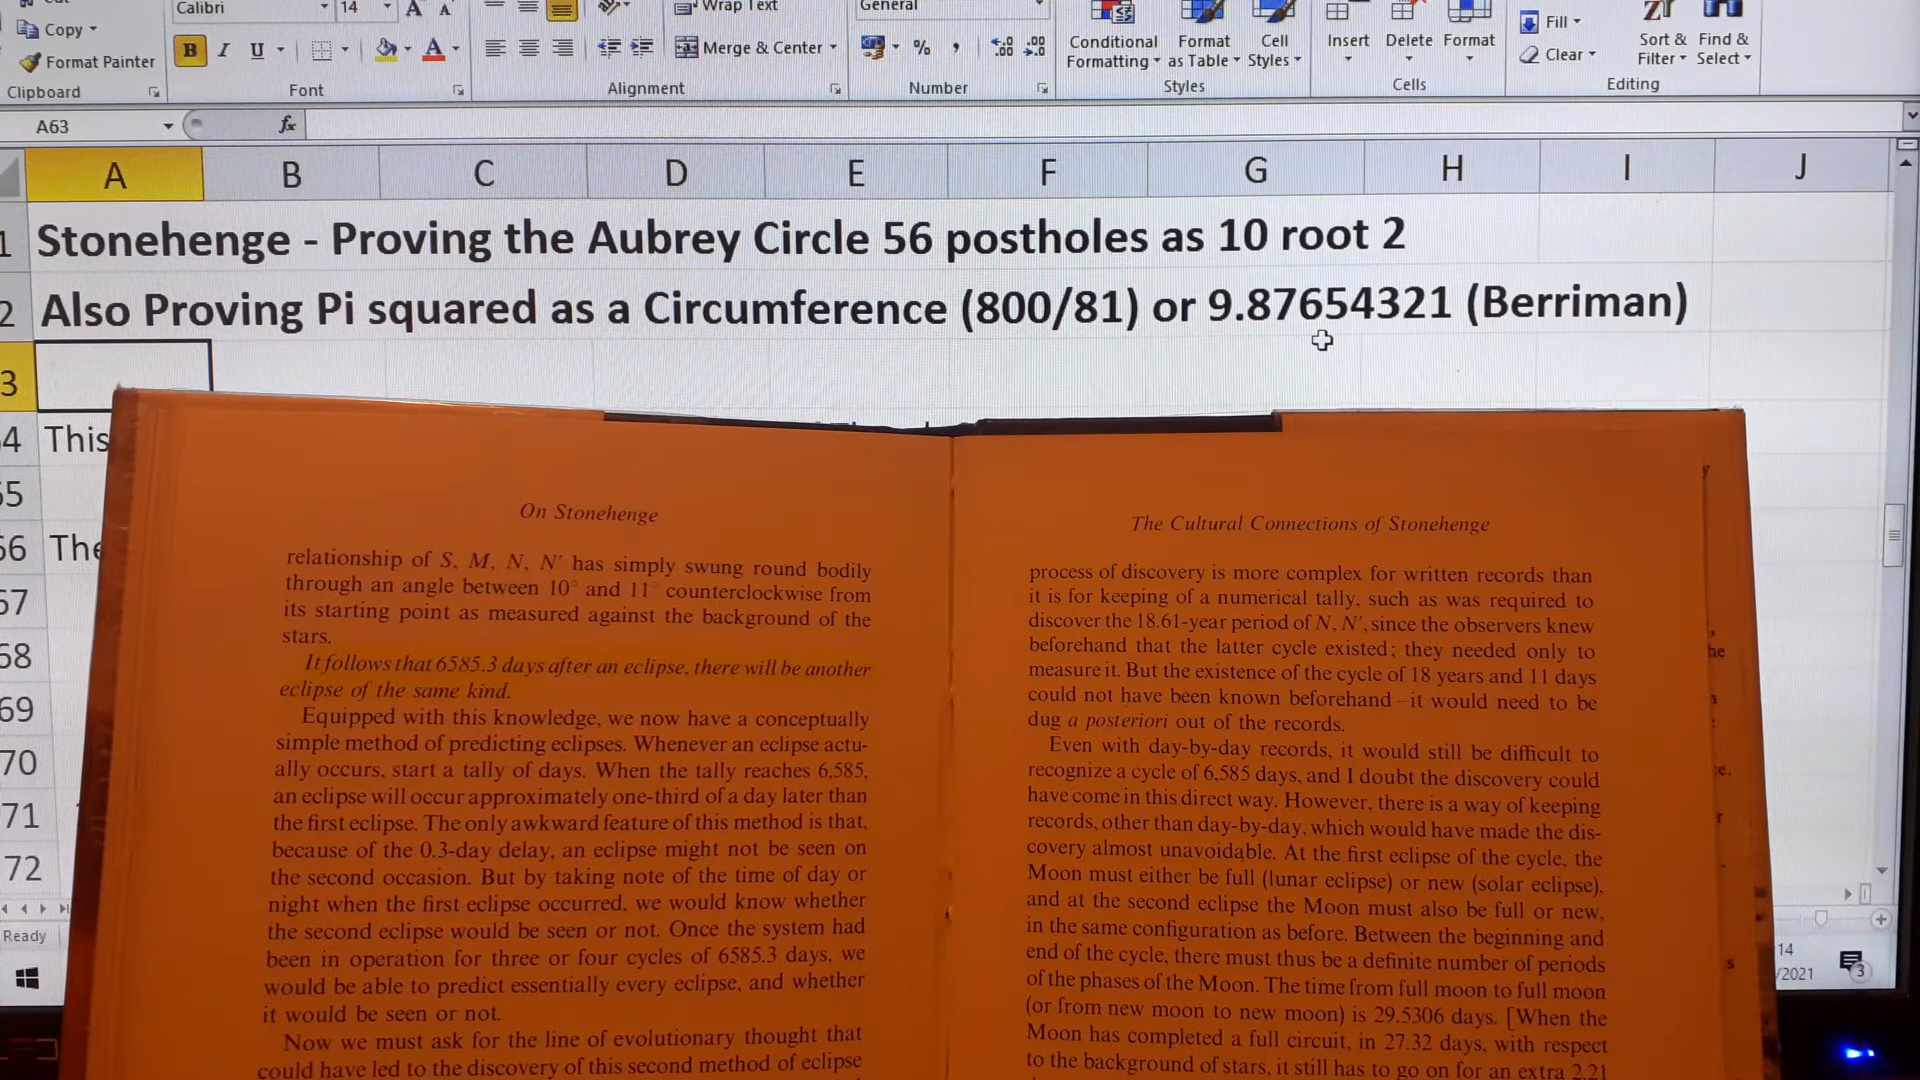 Calibri
14
General
Wrap Text
Copy
Format Painter
Merge & Center
Conditional Formatting
Format as Table
Cell Styles
Insert
Delete
Format
Fill
Clear
Sort & Filter
Find & Select
Clipboard
Font
Alignment
Number
Styles
Cells
Editing
A63
fx
A B C D E F G H I J
1 Stonehenge - Proving the Aubrey Circle 56 postholes as 10 root 2
2 Also Proving Pi squared as a Circumference (800/81) or 9.87654321 (Berriman)
3
4 This
5
6 The
57
58
59
70
71
72
Ready
14
/2021
3
On Stonehenge
relationship of S, M, N, N′ has simply swung round bodily
through an angle between 10° and 11° counterclockwise from
its starting point as measured against the background of the
stars.
It follows that 6585.3 days after an eclipse, there will be another
eclipse of the same kind.
Equipped with this knowledge, we now have a conceptually
simple method of predicting eclipses. Whenever an eclipse actu-
ally occurs, start a tally of days. When the tally reaches 6,585,
an eclipse will occur approximately one-third of a day later than
the first eclipse. The only awkward feature of this method is that,
because of the 0.3-day delay, an eclipse might not be seen on
the second occasion. But by taking note of the time of day or
night when the first eclipse occurred, we would know whether
the second eclipse would be seen or not. Once the system had
been in operation for three or four cycles of 6585.3 days, we
would be able to predict essentially every eclipse, and whether
it would be seen or not.
Now we must ask for the line of evolutionary thought that
could have led to the discovery of this second method of eclipse
The Cultural Connections of Stonehenge
process of discovery is more complex for written records than
it is for keeping of a numerical tally, such as was required to
discover the 18.61-year period of N, N′, since the observers knew
beforehand that the latter cycle existed; they needed only to
measure it. But the existence of the cycle of 18 years and 11 days
could not have been known beforehand – it would need to be
dug a posteriori out of the records.
Even with day-by-day records, it would still be difficult to
recognize a cycle of 6,585 days, and I doubt the discovery could
have come in this direct way. However, there is a way of keeping
records, other than day-by-day, which would have made the dis-
covery almost unavoidable. At the first eclipse of the cycle, the
Moon must either be full (lunar eclipse) or new (solar eclipse),
and at the second eclipse the Moon must also be full or new,
in the same configuration as before. Between the beginning and
end of the cycle, there must thus be a definite number of periods
of the phases of the Moon. The time from full moon to full moon
(or from new moon to new moon) is 29.5306 days. [When the
Moon has completed a full circuit, in 27.32 days, with respect
to the background of stars, it still has to go on for an extra 2.21